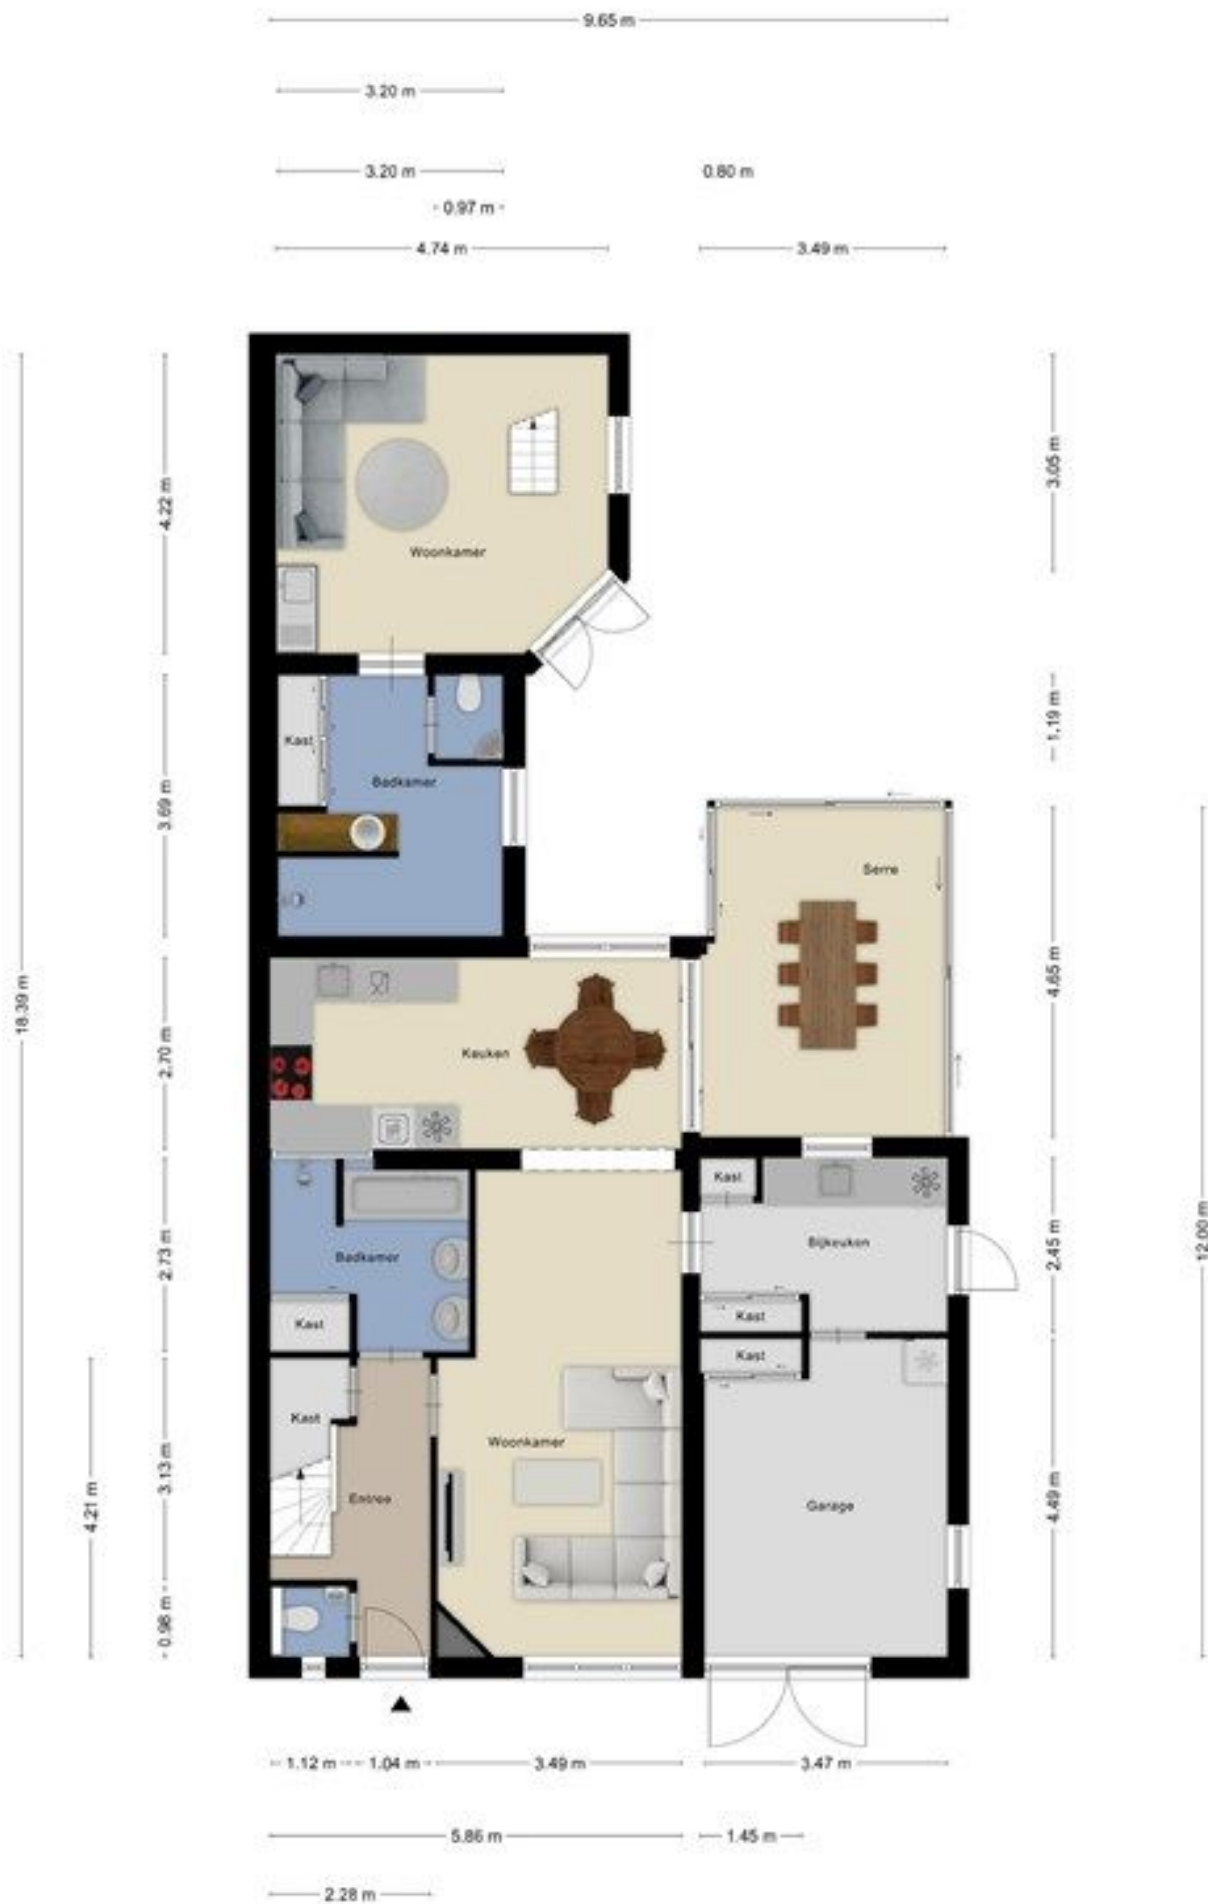 9.65 m
3.20 m
3.20 m
0.80 m
0.97 m
4.74 m
3.49 m
4.22 m
3.05 m
Woonkamer
1.19 m
Kast
Badkamer
3.69 m
Serre
18.39 m
4.65 m
2.70 m
Keuken
12.00 m
Kast
2.73 m
Badkamer
Bijkeuken
2.45 m
Kast
Kast
Kast
Kast
Woonkamer
4.21 m
3.13 m
Entree
Garage
4.49 m
0.98 m
1.12 m
1.04 m
3.49 m
3.47 m
5.86 m
1.45 m
2.28 m